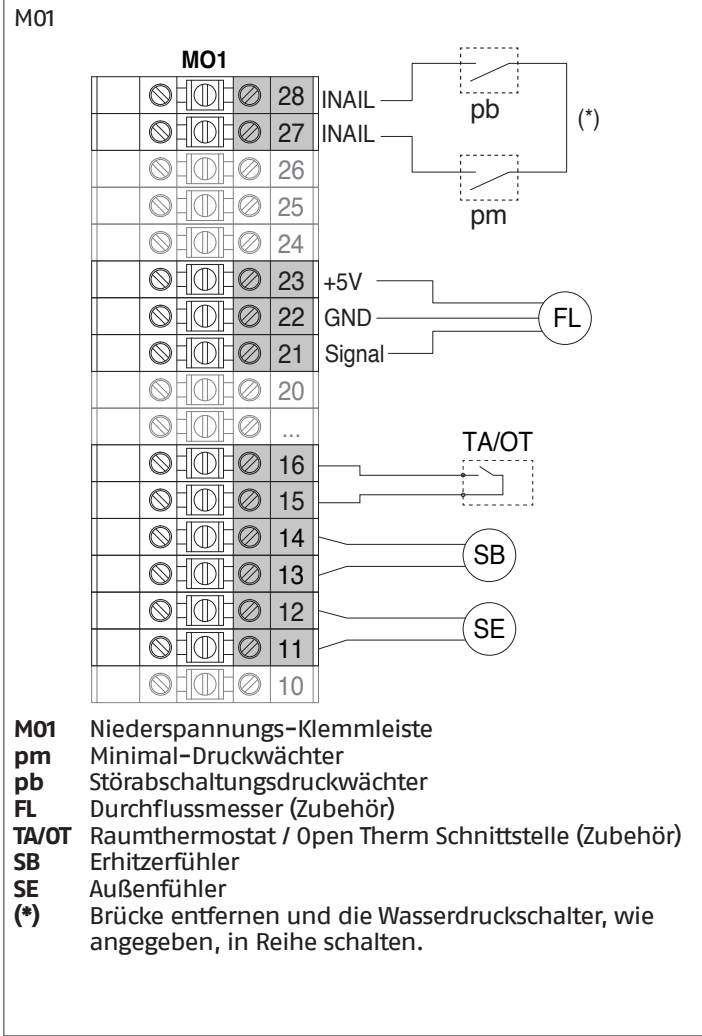 M01
MO1
28 INAIL
pb
(*)
27 INAIL
26
pm
25
24
23 +5V
22 GND
FL
21 Signal
20
...
TA/OT
16
15
14
SB
13
12
SE
11
10
M01 Niederspannungs-Klemmleiste
pm Minimal-Druckwächter
pb Störabschaltungsdruckwächter
FL Durchflussmesser (Zubehör)
TA/OT Raumthermostat / Open Therm Schnittstelle (Zubehör)
SB Erhitzerfühler
SE Außenfühler
(*) Brücke entfernen und die Wasserdruckschalter, wie
angegeben, in Reihe schalten.